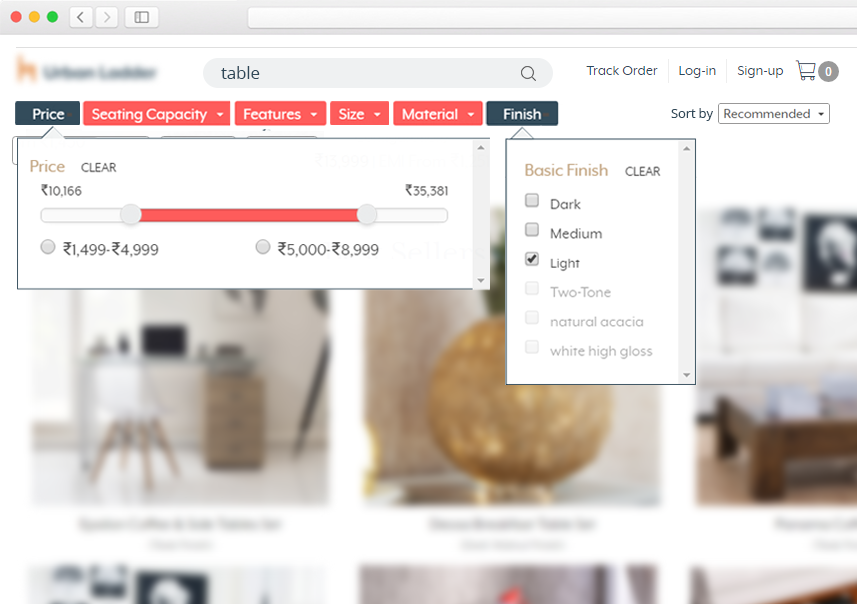 Urban Ladder
table
Track Order
Log-in
Sign-up
0
Price
Seating Capacity
Features
Size
Material
Finish
Sort by
Recommended
Price CLEAR
₹10,166
₹35,381
₹1,499-₹4,999
₹5,000-₹8,999
Basic Finish CLEAR
Dark
Medium
Light
Two-Tone
natural acacia
white high gloss